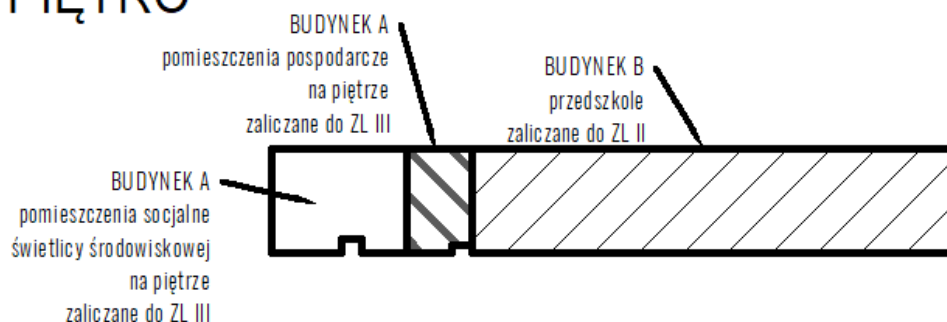 PIĘTRO
BUDYNEK A
pomieszczenia pospodarcze
na piętrze
zaliczane do ZL III
BUDYNEK B
przedszkole
zaliczane do ZL II
BUDYNEK A
pomieszczenia socjalne
świetlicy środowiskowej
na piętrze
zaliczane do ZL III